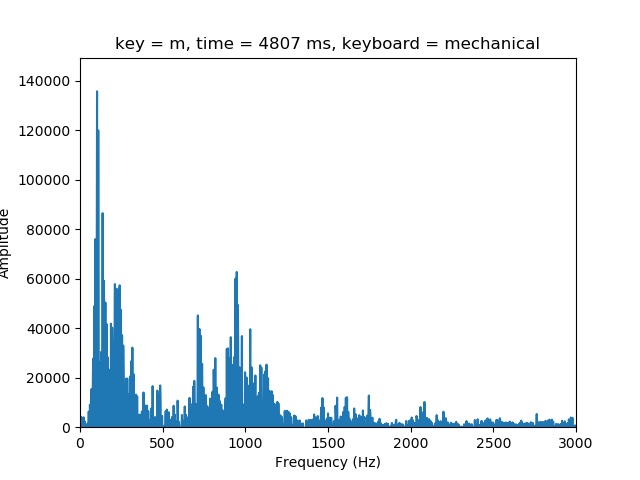 key = m, time = 4807 ms, keyboard = mechanical
140000
120000
100000
80000
60000
40000
20000
0
Amplitude
0 500 1000 1500 2000 2500 3000
Frequency (Hz)